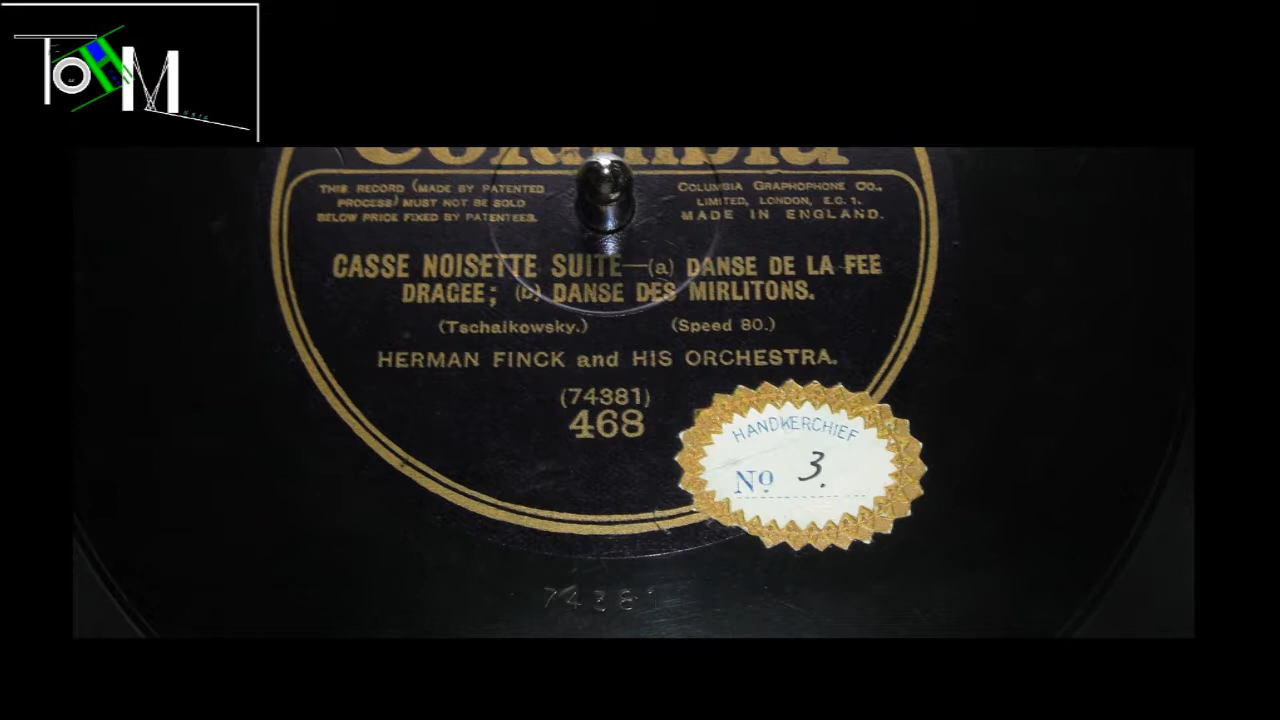 ToHM
Columbia
THIS RECORD (MADE BY PATENTED
PROCESS) MUST NOT BE SOLD
BELOW PRICE FIXED BY PATENTEES.
COLUMBIA GRAPHOPHONE CO.,
LIMITED, LONDON, E.C. 1.
MADE IN ENGLAND.
CASSE NOISETTE SUITE—(a) DANSE DE LA FEE
DRAGEE; (b) DANSE DES MIRLITONS.
(Tschaikowsky.) (Speed 80.)
HERMAN FINCK and HIS ORCHESTRA.
(74381)
468
HANDKERCHIEF
No. 3.
74381